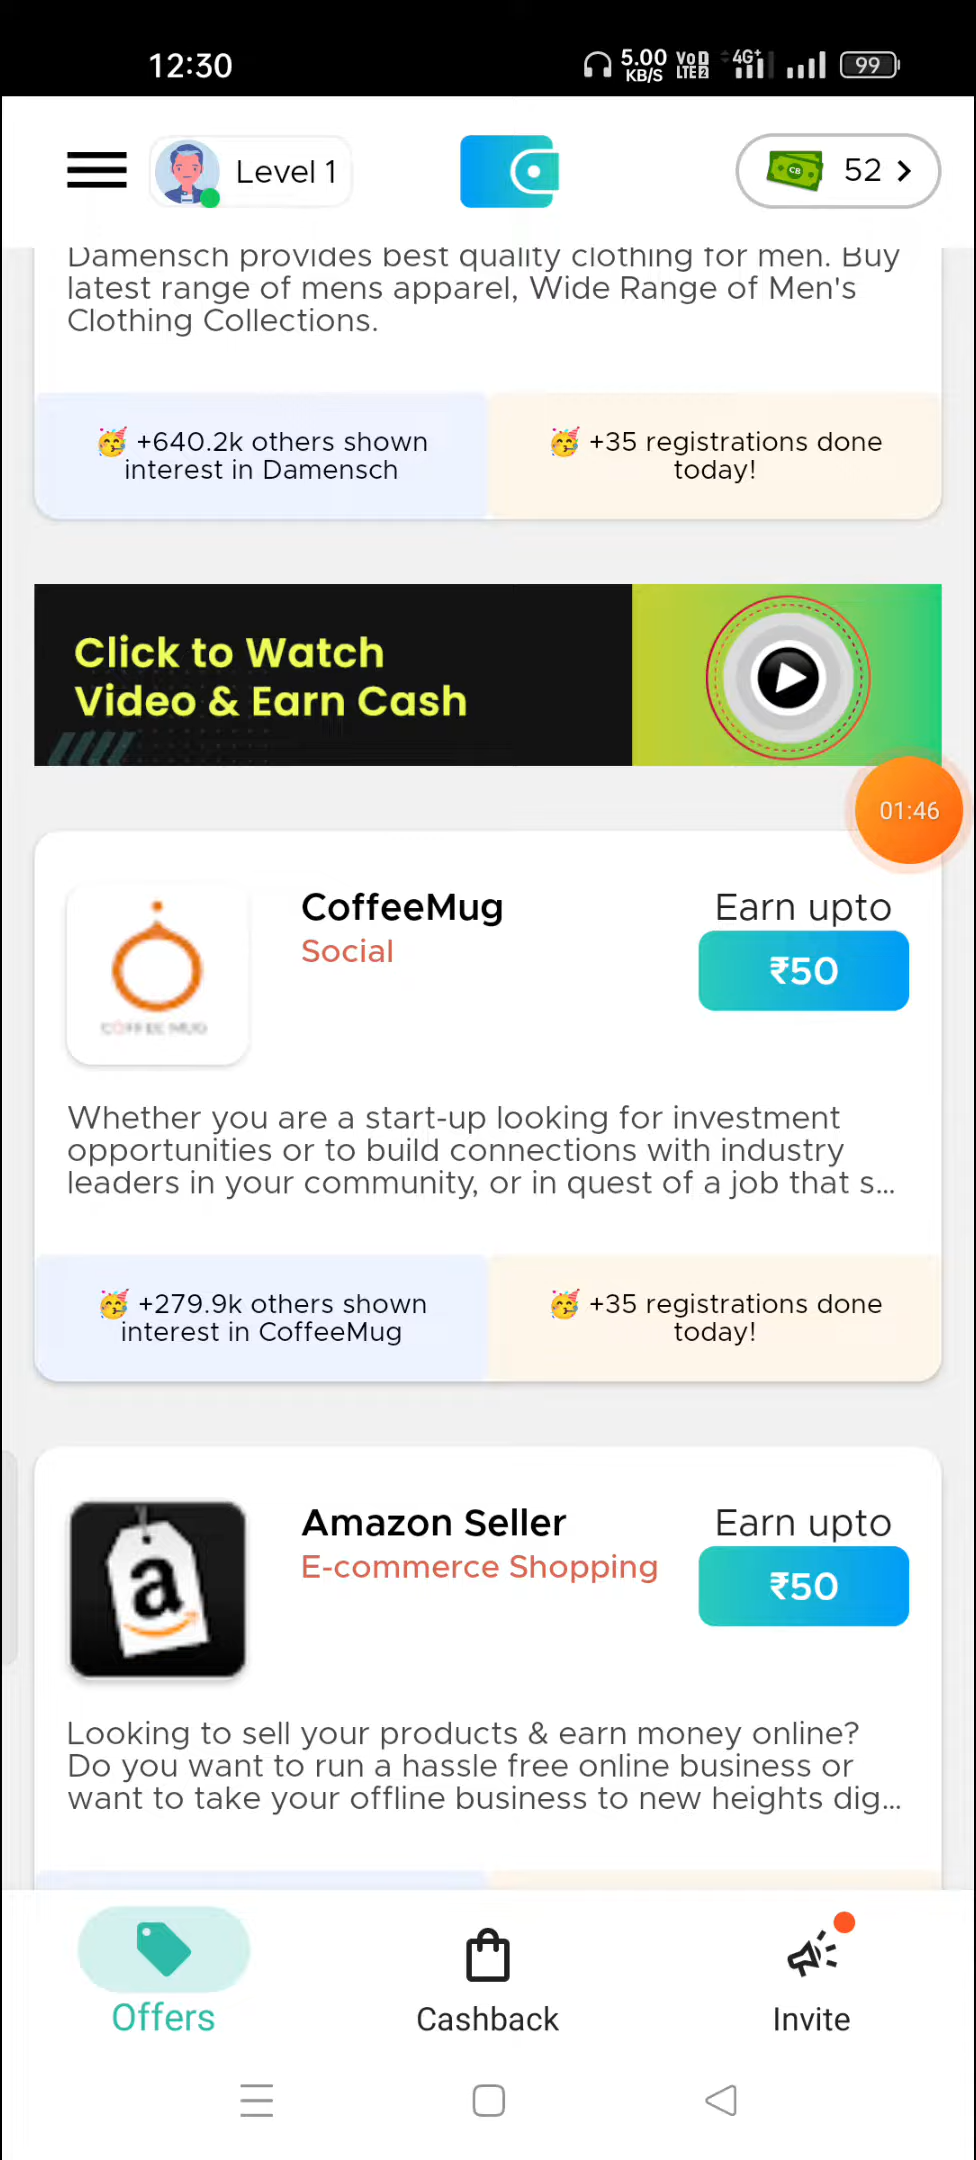 12:30
5.00
KB/S
VoD
LTE2
4G+
99
Level 1
CB
52
Damensch provides best quality clothing for men. Buy
latest range of mens apparel, Wide Range of Men's
Clothing Collections.
🥳 +640.2k others shown
interest in Damensch
🥳 +35 registrations done
today!
Click to Watch
Video & Earn Cash
01:46
CoffeeMug
Social
Earn upto
₹50
COFFEE MUG
Whether you are a start-up looking for investment
opportunities or to build connections with industry
leaders in your community, or in quest of a job that s...
🥳 +279.9k others shown
interest in CoffeeMug
🥳 +35 registrations done
today!
Amazon Seller
E-commerce Shopping
Earn upto
₹50
a
Looking to sell your products & earn money online?
Do you want to run a hassle free online business or
want to take your offline business to new heights dig...
Offers
Cashback
Invite